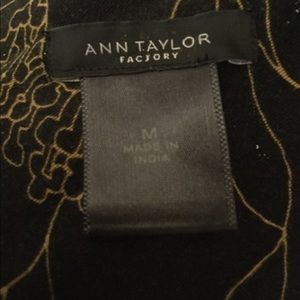 ANN TAYLOR
FACTORY
M
MADE IN
INDIA